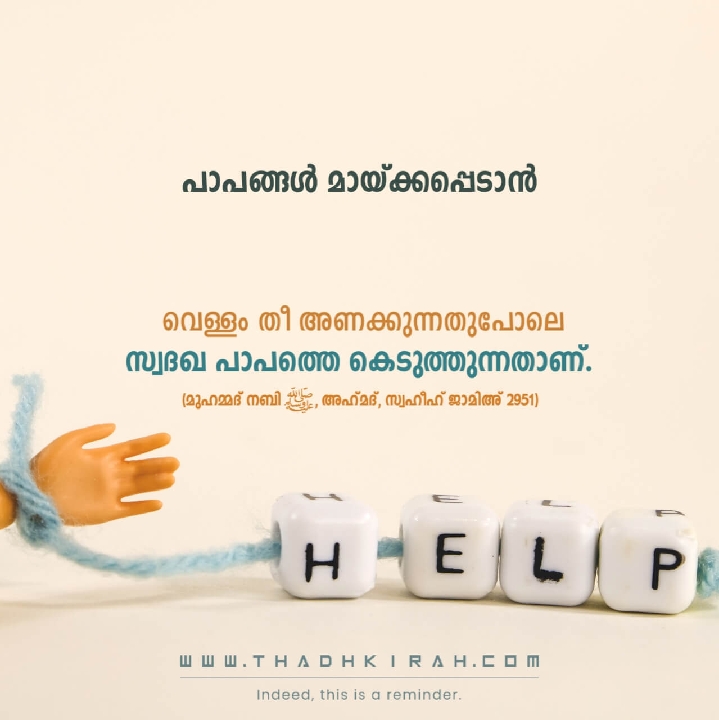 പാപങ്ങൾ മായ്ക്കപ്പെടാൻ
വെള്ളം തീ അണക്കുന്നതുപോലെ
സ്വദഖ പാപത്തെ കെടുത്തുന്നതാണ്.
(മുഹമ്മദ് നബി ﷺ, അഹ്‌മദ്, സ്വഹീഹ് ജാമിഅ് 2951)
H E L P
H E L P
WWW.THADHKIRAH.COM
Indeed, this is a reminder.